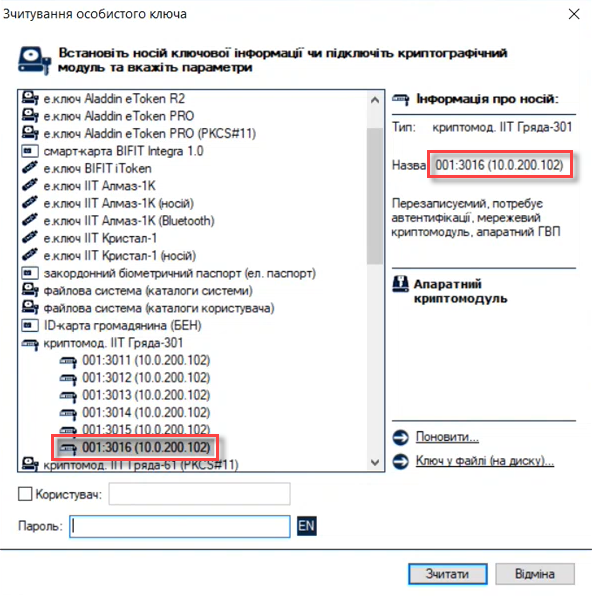 Зчитування особистого ключа
Встановіть носій ключової інформації чи підключіть криптографічний
модуль та вкажіть параметри
е.ключ Aladdin eToken R2
е.ключ Aladdin eToken PRO
е.ключ Aladdin eToken PRO (PKCS#11)
смарт-карта BIFIT Integra 1.0
е.ключ BIFIT iToken
е.ключ ІІТ Алмаз-1К
е.ключ ІІТ Алмаз-1К (носій)
е.ключ ІІТ Алмаз-1К (Bluetooth)
е.ключ ІІТ Кристал-1
е.ключ ІІТ Кристал-1 (носій)
закордонний біометричний паспорт (ел. паспорт)
файлова система (каталоги системи)
файлова система (каталоги користувача)
ID-карта громадянина (БЕН)
криптомод. ІІТ Гряда-301
001:3011 (10.0.200.102)
001:3012 (10.0.200.102)
001:3013 (10.0.200.102)
001:3014 (10.0.200.102)
001:3015 (10.0.200.102)
001:3016 (10.0.200.102)
криптомод. ІІТ Гряда-61 (PKCS#11)
Інформація про носій:
Тип: криптомод. ІІТ Гряда-301
Назва 001:3016 (10.0.200.102)
Перезаписуємий, потребує
автентифікації, мережевий
криптомодуль, апаратний ГВП
Апаратний
криптомодуль
Поновити...
Ключ у файлі (на диску)...
Користувач:
Пароль:
EN
Зчитати
Відміна